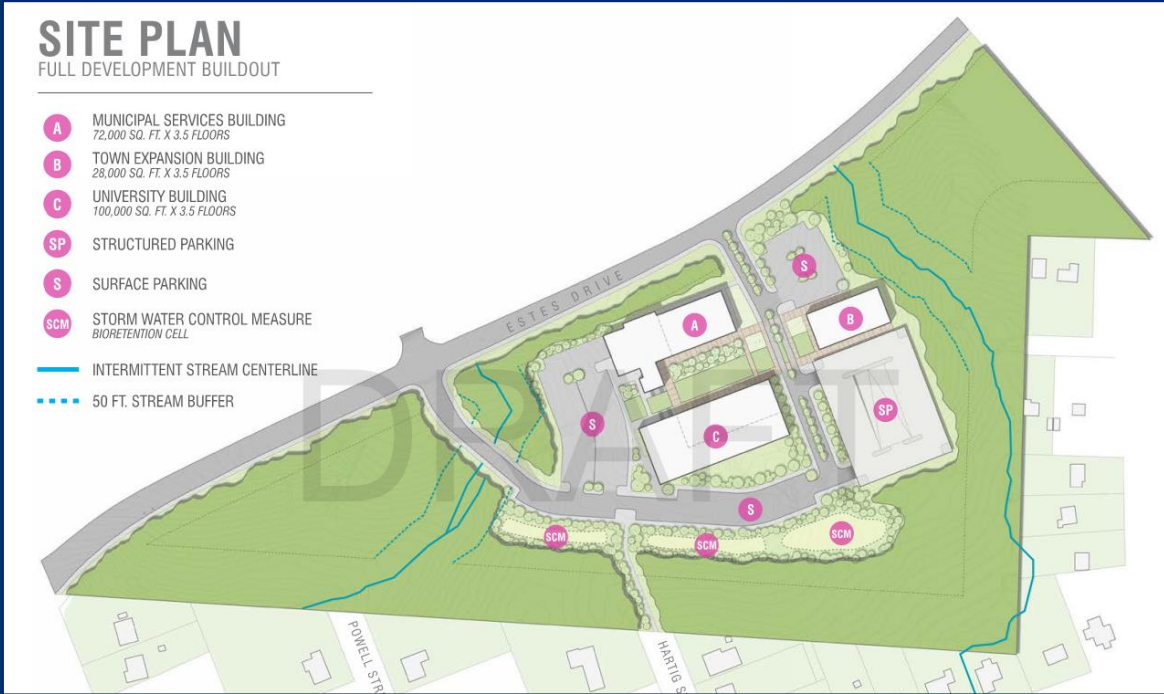 SITE PLAN
FULL DEVELOPMENT BUILDOUT
A
MUNICIPAL SERVICES BUILDING
72,000 SQ. FT. X 3.5 FLOORS
B
TOWN EXPANSION BUILDING
28,000 SQ. FT. X 3.5 FLOORS
C
UNIVERSITY BUILDING
100,000 SQ. FT. X 3.5 FLOORS
SP
STRUCTURED PARKING
S
SURFACE PARKING
SCM
STORM WATER CONTROL MEASURE
BIORETENTION CELL
INTERMITTENT STREAM CENTERLINE
50 FT. STREAM BUFFER
ESTES DRIVE
S
A
B
DRAFT
S
C
SP
S
SCM
SCM
SCM
POWELL STR
HARTIG S